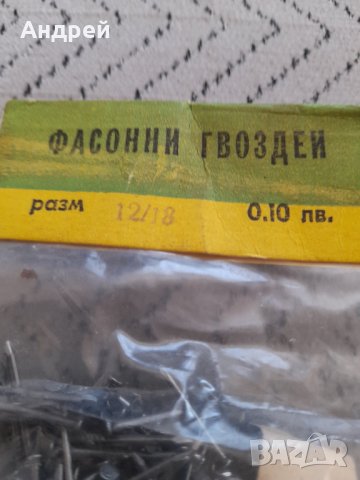 Андрей
ФАСОННИ ГВОЗДЕИ
разм 12/18 0.10 лв.
BAZAR